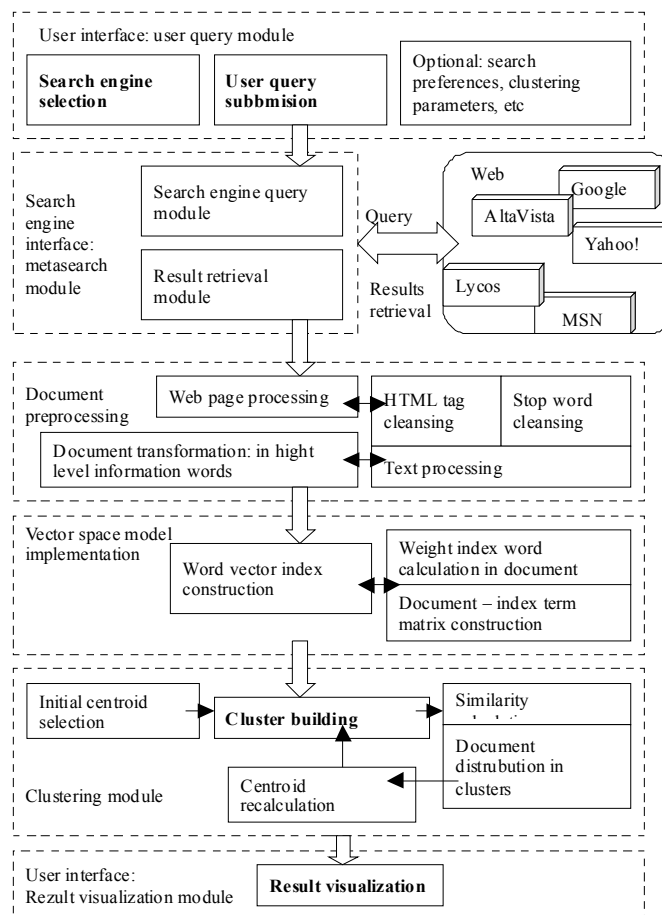 User interface: user query module
Search engine
selection
User query
subbmision
Optional: search
preferences, clustering
parameters, etc
Search
engine
interface:
metasearch
module
Search engine query
module
Result retrieval
module
Query
Results
retrieval
Web
Google
AltaVista
Yahoo!
Lycos
MSN
Document
preprocessing
Web page processing
HTML tag
cleansing
Stop word
cleansing
Document transformation: in hight
level information words
Text processing
Vector space model
implementation
Word vector index
construction
Weight index word
calculation in document
Document – index term
matrix construction
Initial centroid
selection
Cluster building
Similarity
Document
distrubution in
clusters
Centroid
recalculation
Clustering module
User interface:
Rezult visualization module
Result visualization